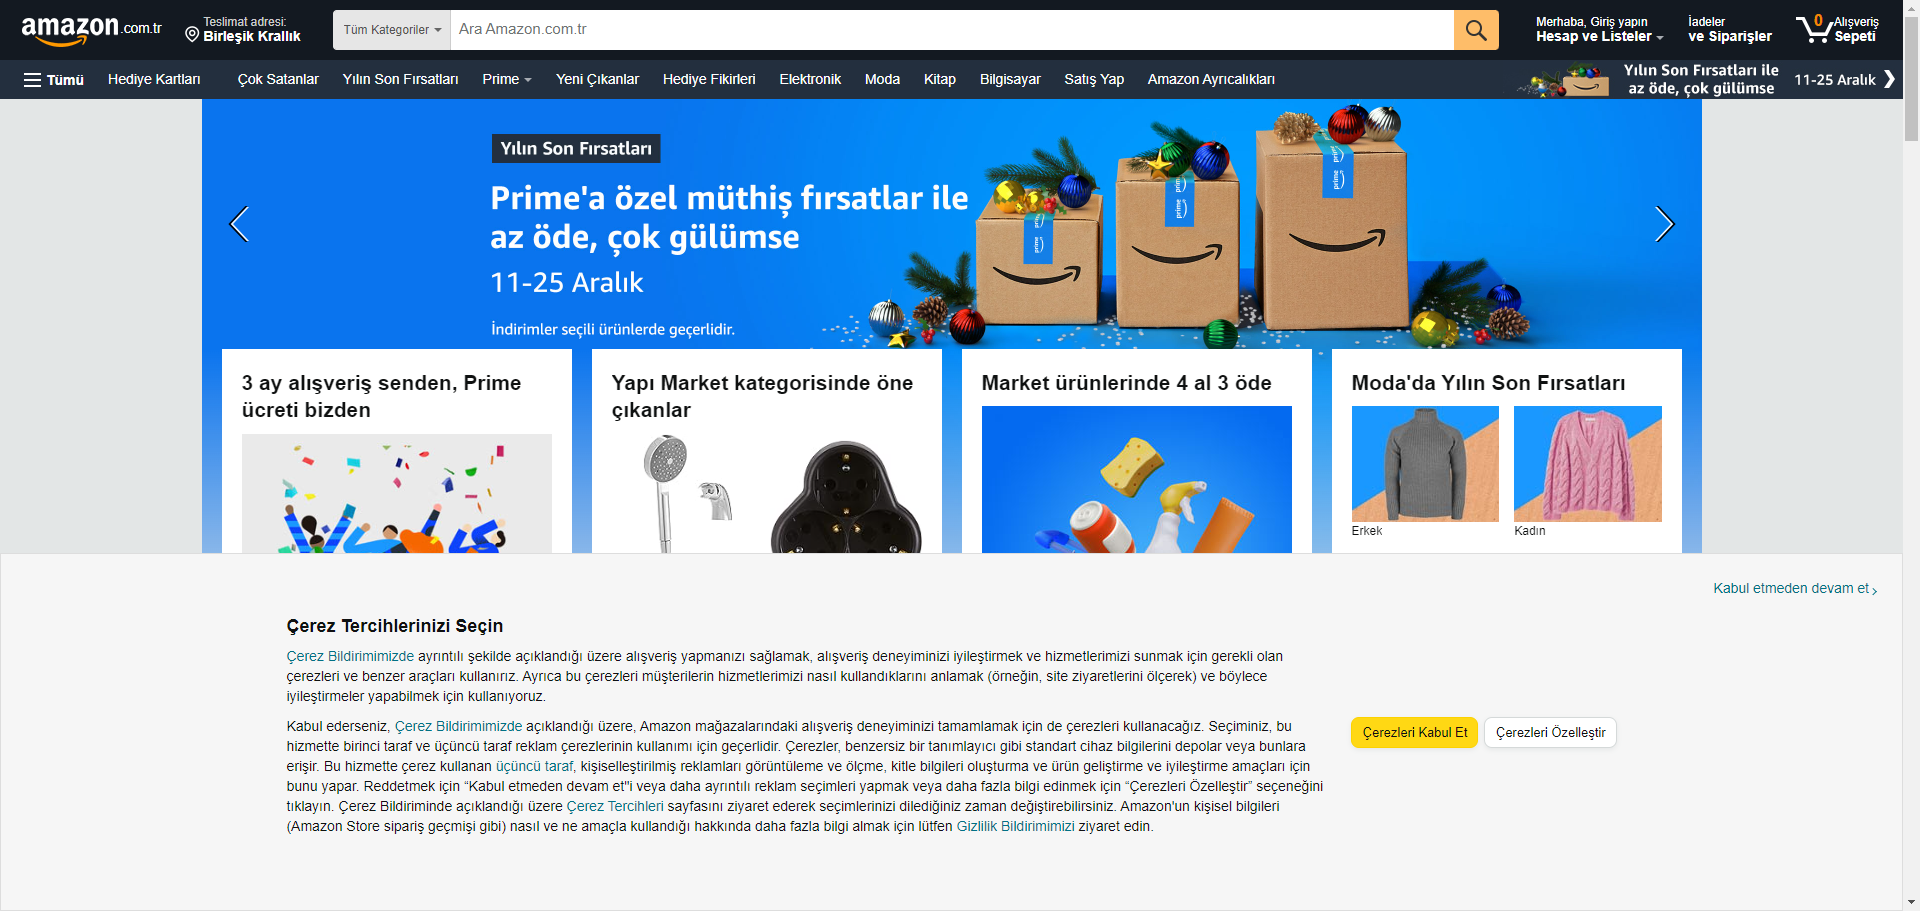 amazon.com.tr
Teslimat adresi:
Birleşik Krallık
Tüm Kategoriler
Ara Amazon.com.tr
Merhaba, Giriş yapın
Hesap ve Listeler
İadeler
ve Siparişler
0
Alışveriş
Sepeti
Tümü
Hediye Kartları
Çok Satanlar
Yılın Son Fırsatları
Prime
Yeni Çıkanlar
Hediye Fikirleri
Elektronik
Moda
Kitap
Bilgisayar
Satış Yap
Amazon Ayrıcalıkları
Yılın Son Fırsatları ile
az öde, çok gülümse
11-25 Aralık
Yılın Son Fırsatları
Prime'a özel müthiş fırsatlar ile
az öde, çok gülümse
11-25 Aralık
İndirimler seçili ürünlerde geçerlidir.
prime
prime
prime
prime
prime
prime
3 ay alışveriş senden, Prime
ücreti bizden
Yapı Market kategorisinde öne
çıkanlar
Market ürünlerinde 4 al 3 öde
Moda'da Yılın Son Fırsatları
Erkek
Kadın
Kabul etmeden devam et
Çerez Tercihlerinizi Seçin
Çerez Bildirimimizde ayrıntılı şekilde açıklandığı üzere alışveriş yapmanızı sağlamak, alışveriş deneyiminizi iyileştirmek ve hizmetlerimizi sunmak için gerekli olan
çerezleri ve benzer araçları kullanırız. Ayrıca bu çerezleri müşterilerin hizmetlerimizi nasıl kullandıklarını anlamak (örneğin, site ziyaretlerini ölçerek) ve böylece
iyileştirmeler yapabilmek için kullanıyoruz.
Kabul ederseniz, Çerez Bildirimimizde açıklandığı üzere, Amazon mağazalarındaki alışveriş deneyiminizi tamamlamak için de çerezleri kullanacağız. Seçiminiz, bu
hizmette birinci taraf ve üçüncü taraf reklam çerezlerinin kullanımı için geçerlidir. Çerezler, benzersiz bir tanımlayıcı gibi standart cihaz bilgilerini depolar veya bunlara
erişir. Bu hizmette çerez kullanan üçüncü taraf, kişiselleştirilmiş reklamları görüntüleme ve ölçme, kitle bilgileri oluşturma ve ürün geliştirme ve iyileştirme amaçları için
bunu yapar. Reddetmek için “Kabul etmeden devam et"i veya daha ayrıntılı reklam seçimleri yapmak veya daha fazla bilgi edinmek için “Çerezleri Özelleştir” seçeneğini
tıklayın. Çerez Bildiriminde açıklandığı üzere Çerez Tercihleri sayfasını ziyaret ederek seçimlerinizi dilediğiniz zaman değiştirebilirsiniz. Amazon'un kişisel bilgileri
(Amazon Store sipariş geçmişi gibi) nasıl ve ne amaçla kullandığı hakkında daha fazla bilgi almak için lütfen Gizlilik Bildirimimizi ziyaret edin.
Çerezleri Kabul Et
Çerezleri Özelleştir